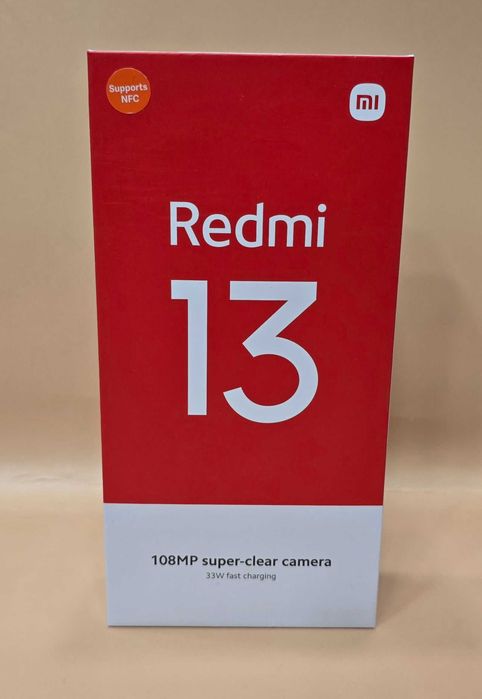 Supports
NFC
mi
Redmi
13
108MP super-clear camera
33W fast charging